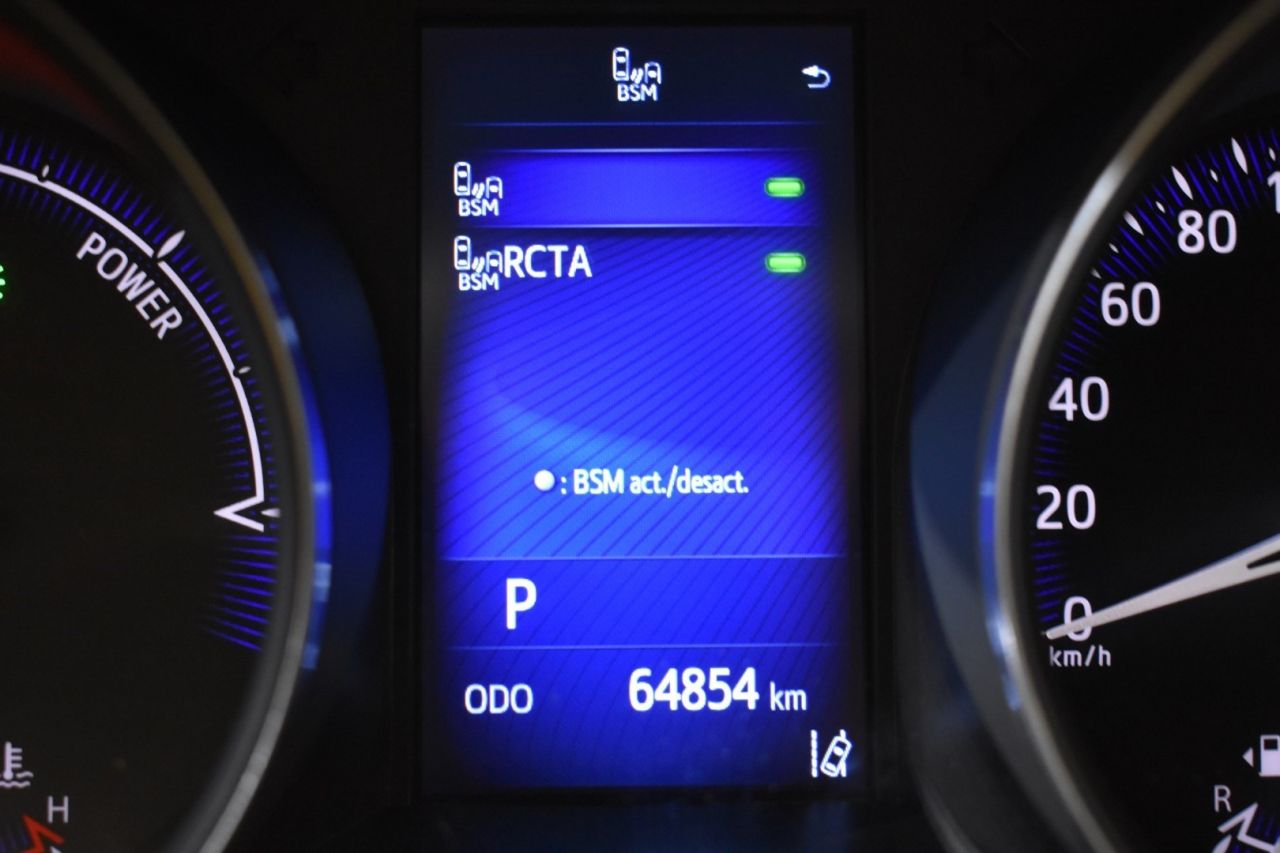 BSM
BSM
BSM RCTA
: BSM act./desact.
P
ODO 64854 km
POWER
H
80
60
40
20
0
km/h
R